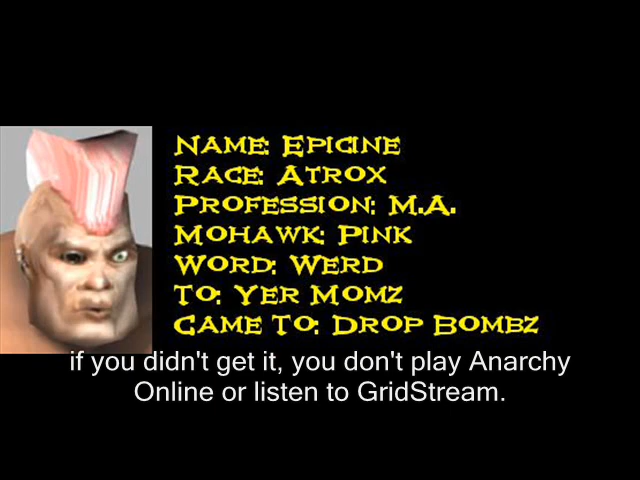 Name: Epicine
Race: Atrox
Profession: M.A.
Mohawk: Pink
Word: Werd
To: Yer Momz
Came To: Drop Bombz
if you didn't get it, you don't play Anarchy
Online or listen to GridStream.